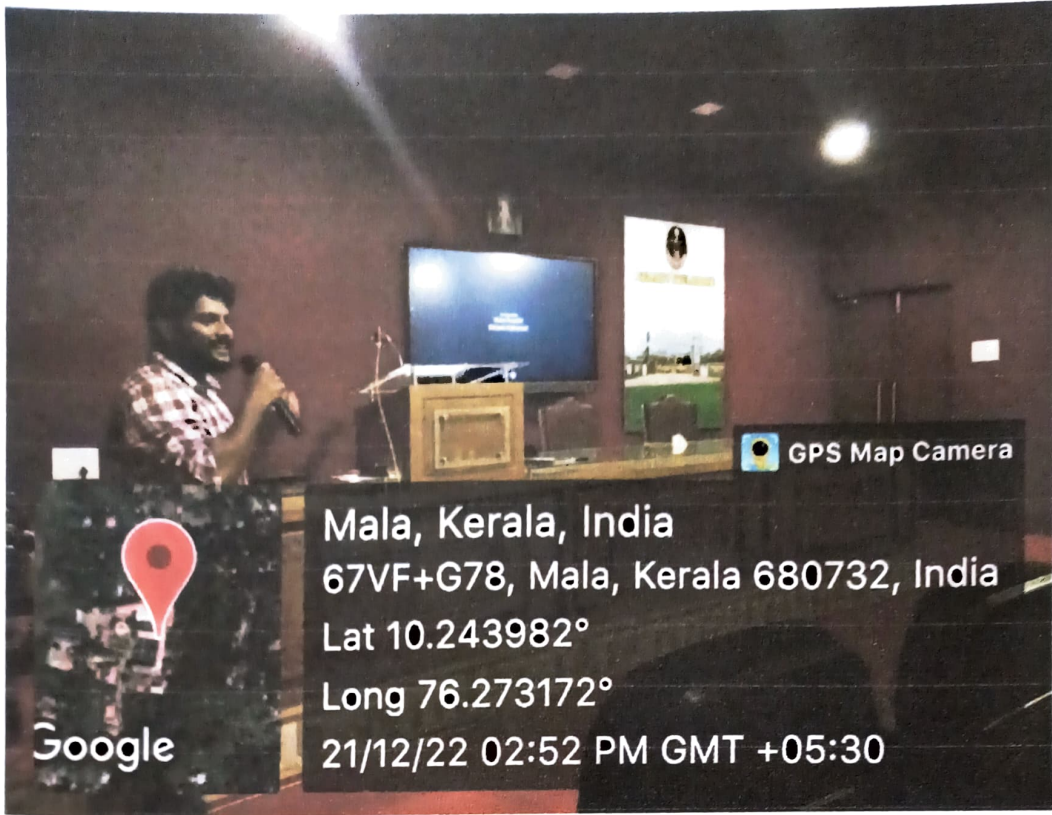 GPS Map Camera
Mala, Kerala, India
67VF+G78, Mala, Kerala 680732, India
Lat 10.243982°
Long 76.273172°
21/12/22 02:52 PM GMT +05:30
Google